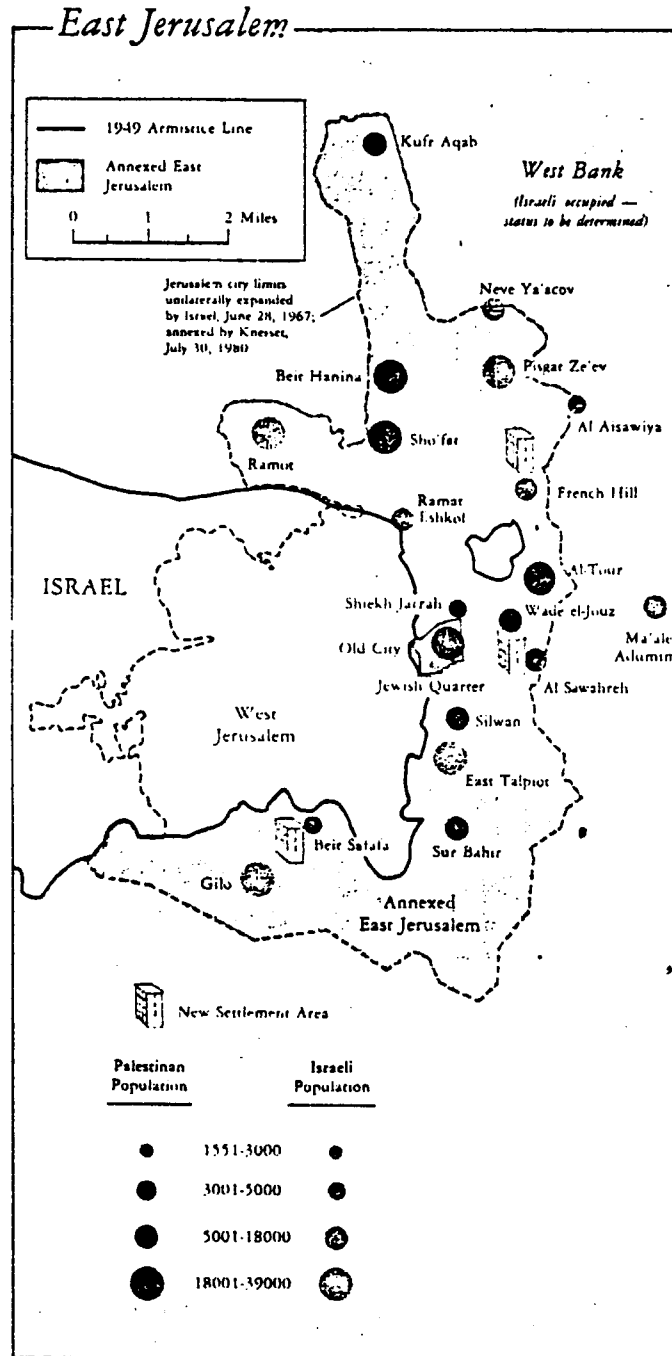 East Jerusalem
1949 Armistice Line
Annexed East
Jerusalem
0 1 2 Miles
Kufr Aqab
West Bank
(Israeli occupied —
status to be determined)
Jerusalem city limits
unilaterally expanded
by Israel, June 28, 1967;
annexed by Knesset,
July 30, 1980
Neve Ya'acov
Beit Hanina
Pisgat Ze'ev
Al Aisawiya
Ramot
Sho'fat
French Hill
Ramat
Eshkol
ISRAEL
Al-Tour
Shiekh Jarrah
Wade el-Jouz
Ma'ale
Adumim
Old City
Jewish Quarter
Al Sawahreh
West
Jerusalem
Silwan
East Talpiot
Beit Safafa
Sur Bahir
Gilo
Annexed
East Jerusalem
New Settlement Area
Palestinan
Population
Israeli
Population
1551-3000
3001-5000
5001-18000
18001-39000